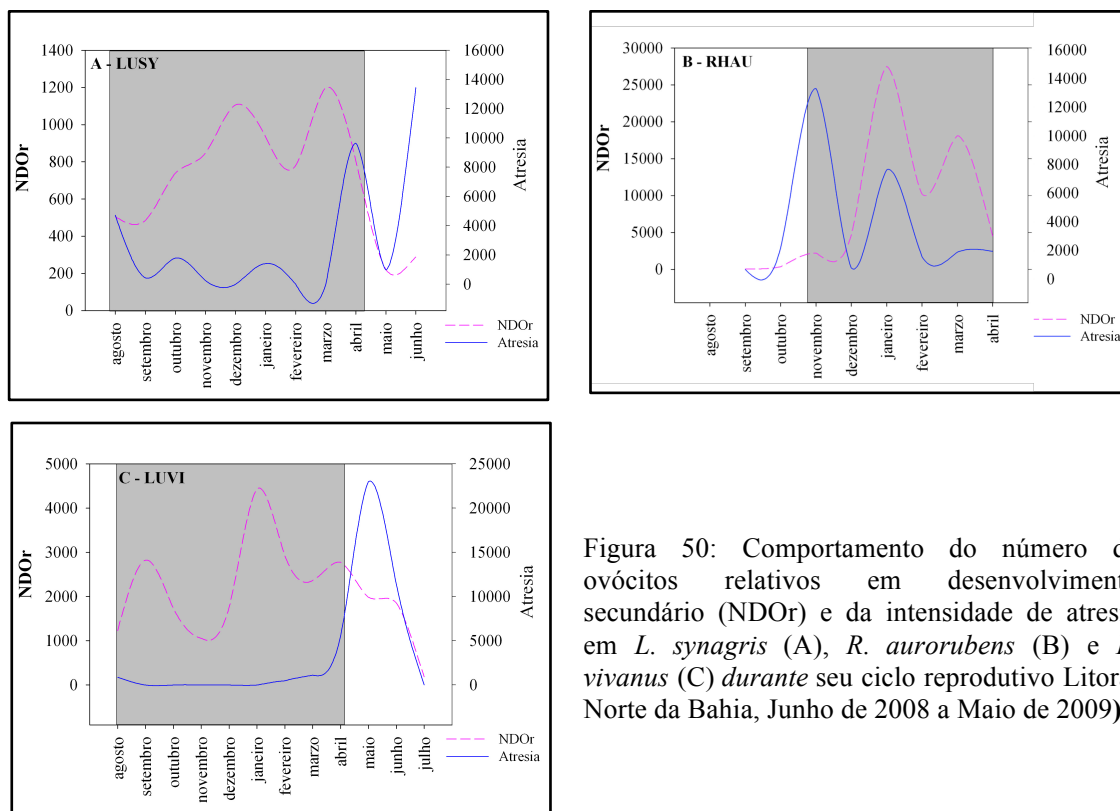 A - LUSY
1400
1200
1000
800
600
400
200
0
NDOr
16000
14000
12000
10000
8000
6000
4000
2000
0
Atresia
agosto
setembro
outubro
novembro
dezembro
janeiro
fevereiro
marzo
abril
maio
junho
NDOr
Atresia
B - RHAU
30000
25000
20000
15000
10000
5000
0
NDOr
16000
14000
12000
10000
8000
6000
4000
2000
0
Atresia
agosto
setembro
outubro
novembro
dezembro
janeiro
fevereiro
marzo
abril
NDOr
Atresia
C - LUVI
5000
4000
3000
2000
1000
0
NDOr
25000
20000
15000
10000
5000
0
Atresia
agosto
setembro
outubro
novembro
dezembro
janeiro
fevereiro
marzo
abril
maio
junho
julho
NDOr
Atresia
Figura 50: Comportamento do número
ovócitos relativos em desenvolviment
secundário (NDOr) e da intensidade de atres
em L. synagris (A), R. aurorubens (B) e
vivanus (C) durante seu ciclo reprodutivo Litor
Norte da Bahia, Junho de 2008 a Maio de 2009)